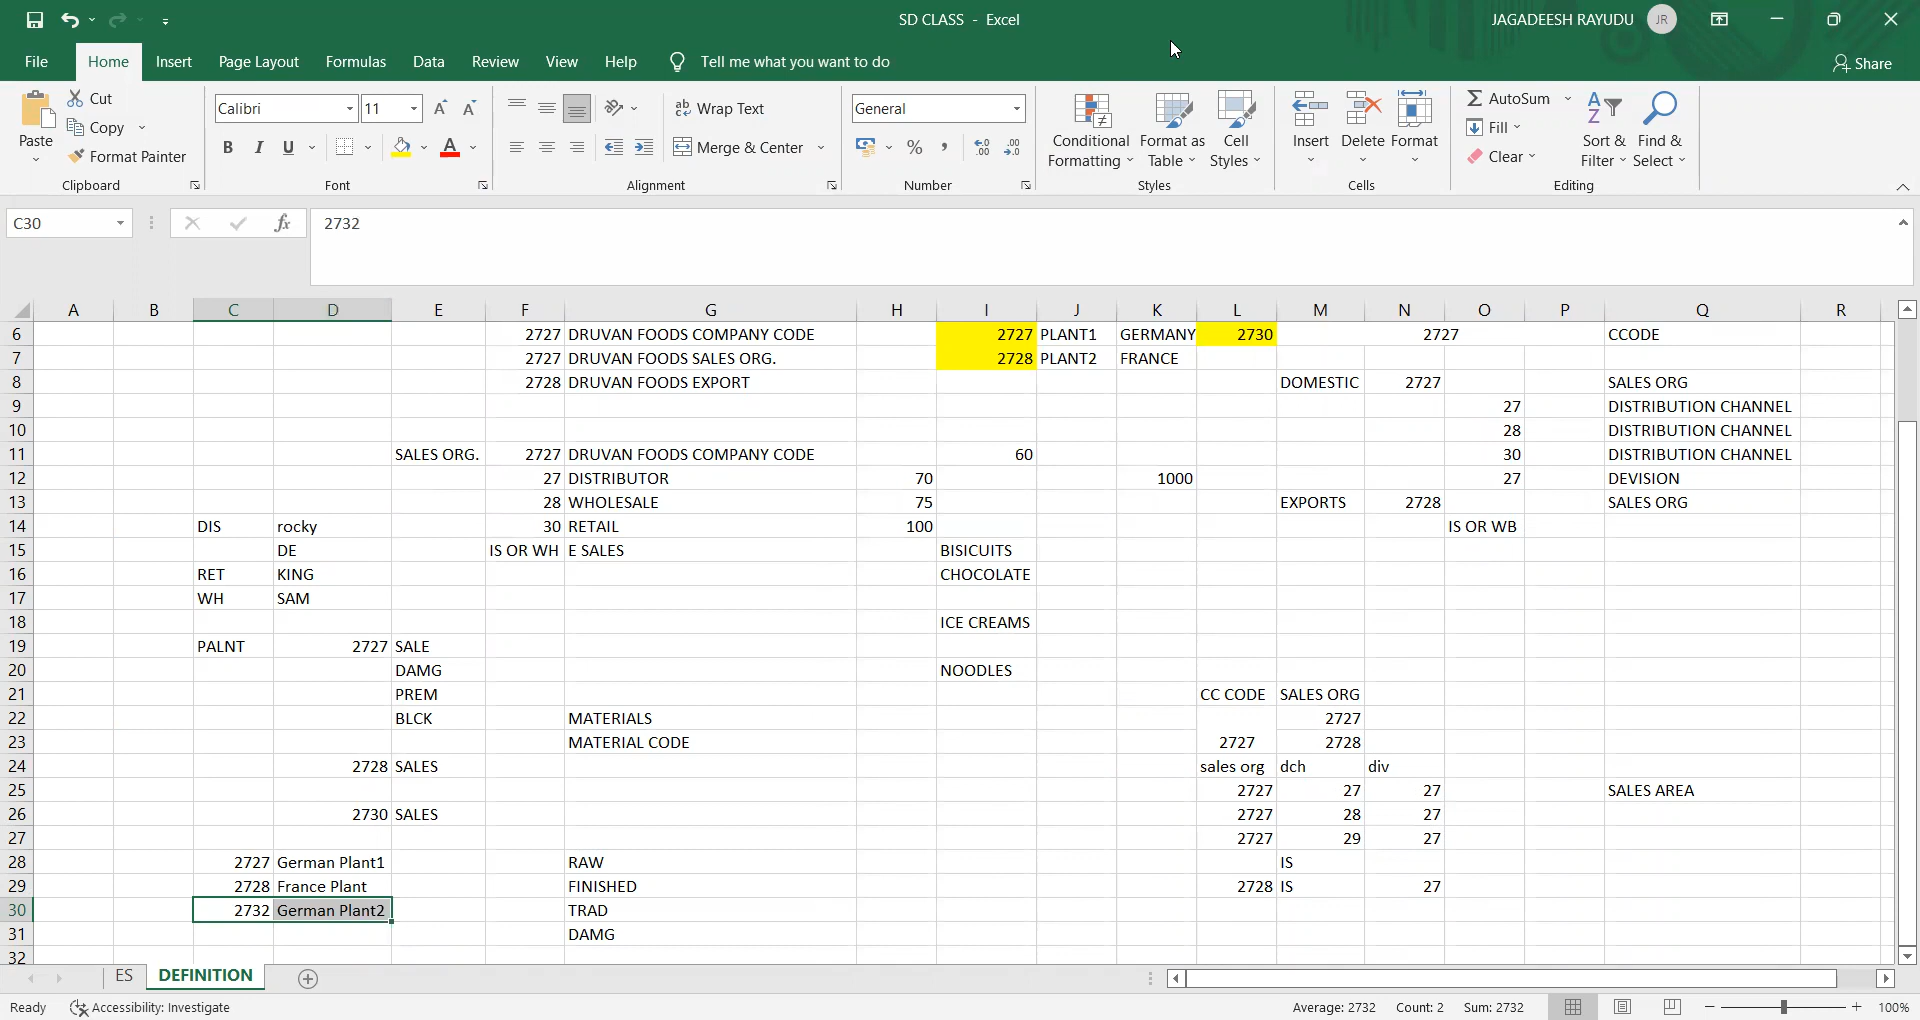 SD CLASS - Excel
JAGADEESH RAYUDU JR
File Home Insert Page Layout Formulas Data Review View Help Tell me what you want to do Share
Paste Cut Copy Format Painter
Clipboard
Calibri 11 A A
B I U A
Font
Wrap Text
Merge & Center
Alignment
General
% ,
Number
Conditional Formatting Format as Table Cell Styles
Styles
Insert Delete Format
Cells
AutoSum
Fill
Clear
Sort & Filter Find & Select
Editing
C30 fx 2732
A B C D E F G H I J K L M N O P Q R
6 2727 DRUVAN FOODS COMPANY CODE 2727 PLANT1 GERMANY 2730 2727 CCODE
7 2727 DRUVAN FOODS SALES ORG. 2728 PLANT2 FRANCE
8 2728 DRUVAN FOODS EXPORT DOMESTIC 2727 SALES ORG
9 27 DISTRIBUTION CHANNEL
10 28 DISTRIBUTION CHANNEL
11 SALES ORG. 2727 DRUVAN FOODS COMPANY CODE 60 30 DISTRIBUTION CHANNEL
12 27 DISTRIBUTOR 70 1000 27 DEVISION
13 28 WHOLESALE 75 EXPORTS 2728 SALES ORG
14 DIS rocky 30 RETAIL 100 IS OR WB
15 DE IS OR WH E SALES BISICUITS
16 RET KING CHOCOLATE
17 WH SAM
18 ICE CREAMS
19 PALNT 2727 SALE
20 DAMG NOODLES
21 PREM CC CODE SALES ORG
22 BLCK MATERIALS 2727
23 MATERIAL CODE 2727 2728
24 2728 SALES sales org dch div
25 2727 27 27 SALES AREA
26 2730 SALES 2727 28 27
27 2727 29 27
28 2727 German Plant1 RAW IS
29 2728 France Plant FINISHED 2728 IS 27
30 2732 German Plant2 TRAD
31 DAMG
32
ES DEFINITION
Ready Accessibility: Investigate Average: 2732 Count: 2 Sum: 2732 100%